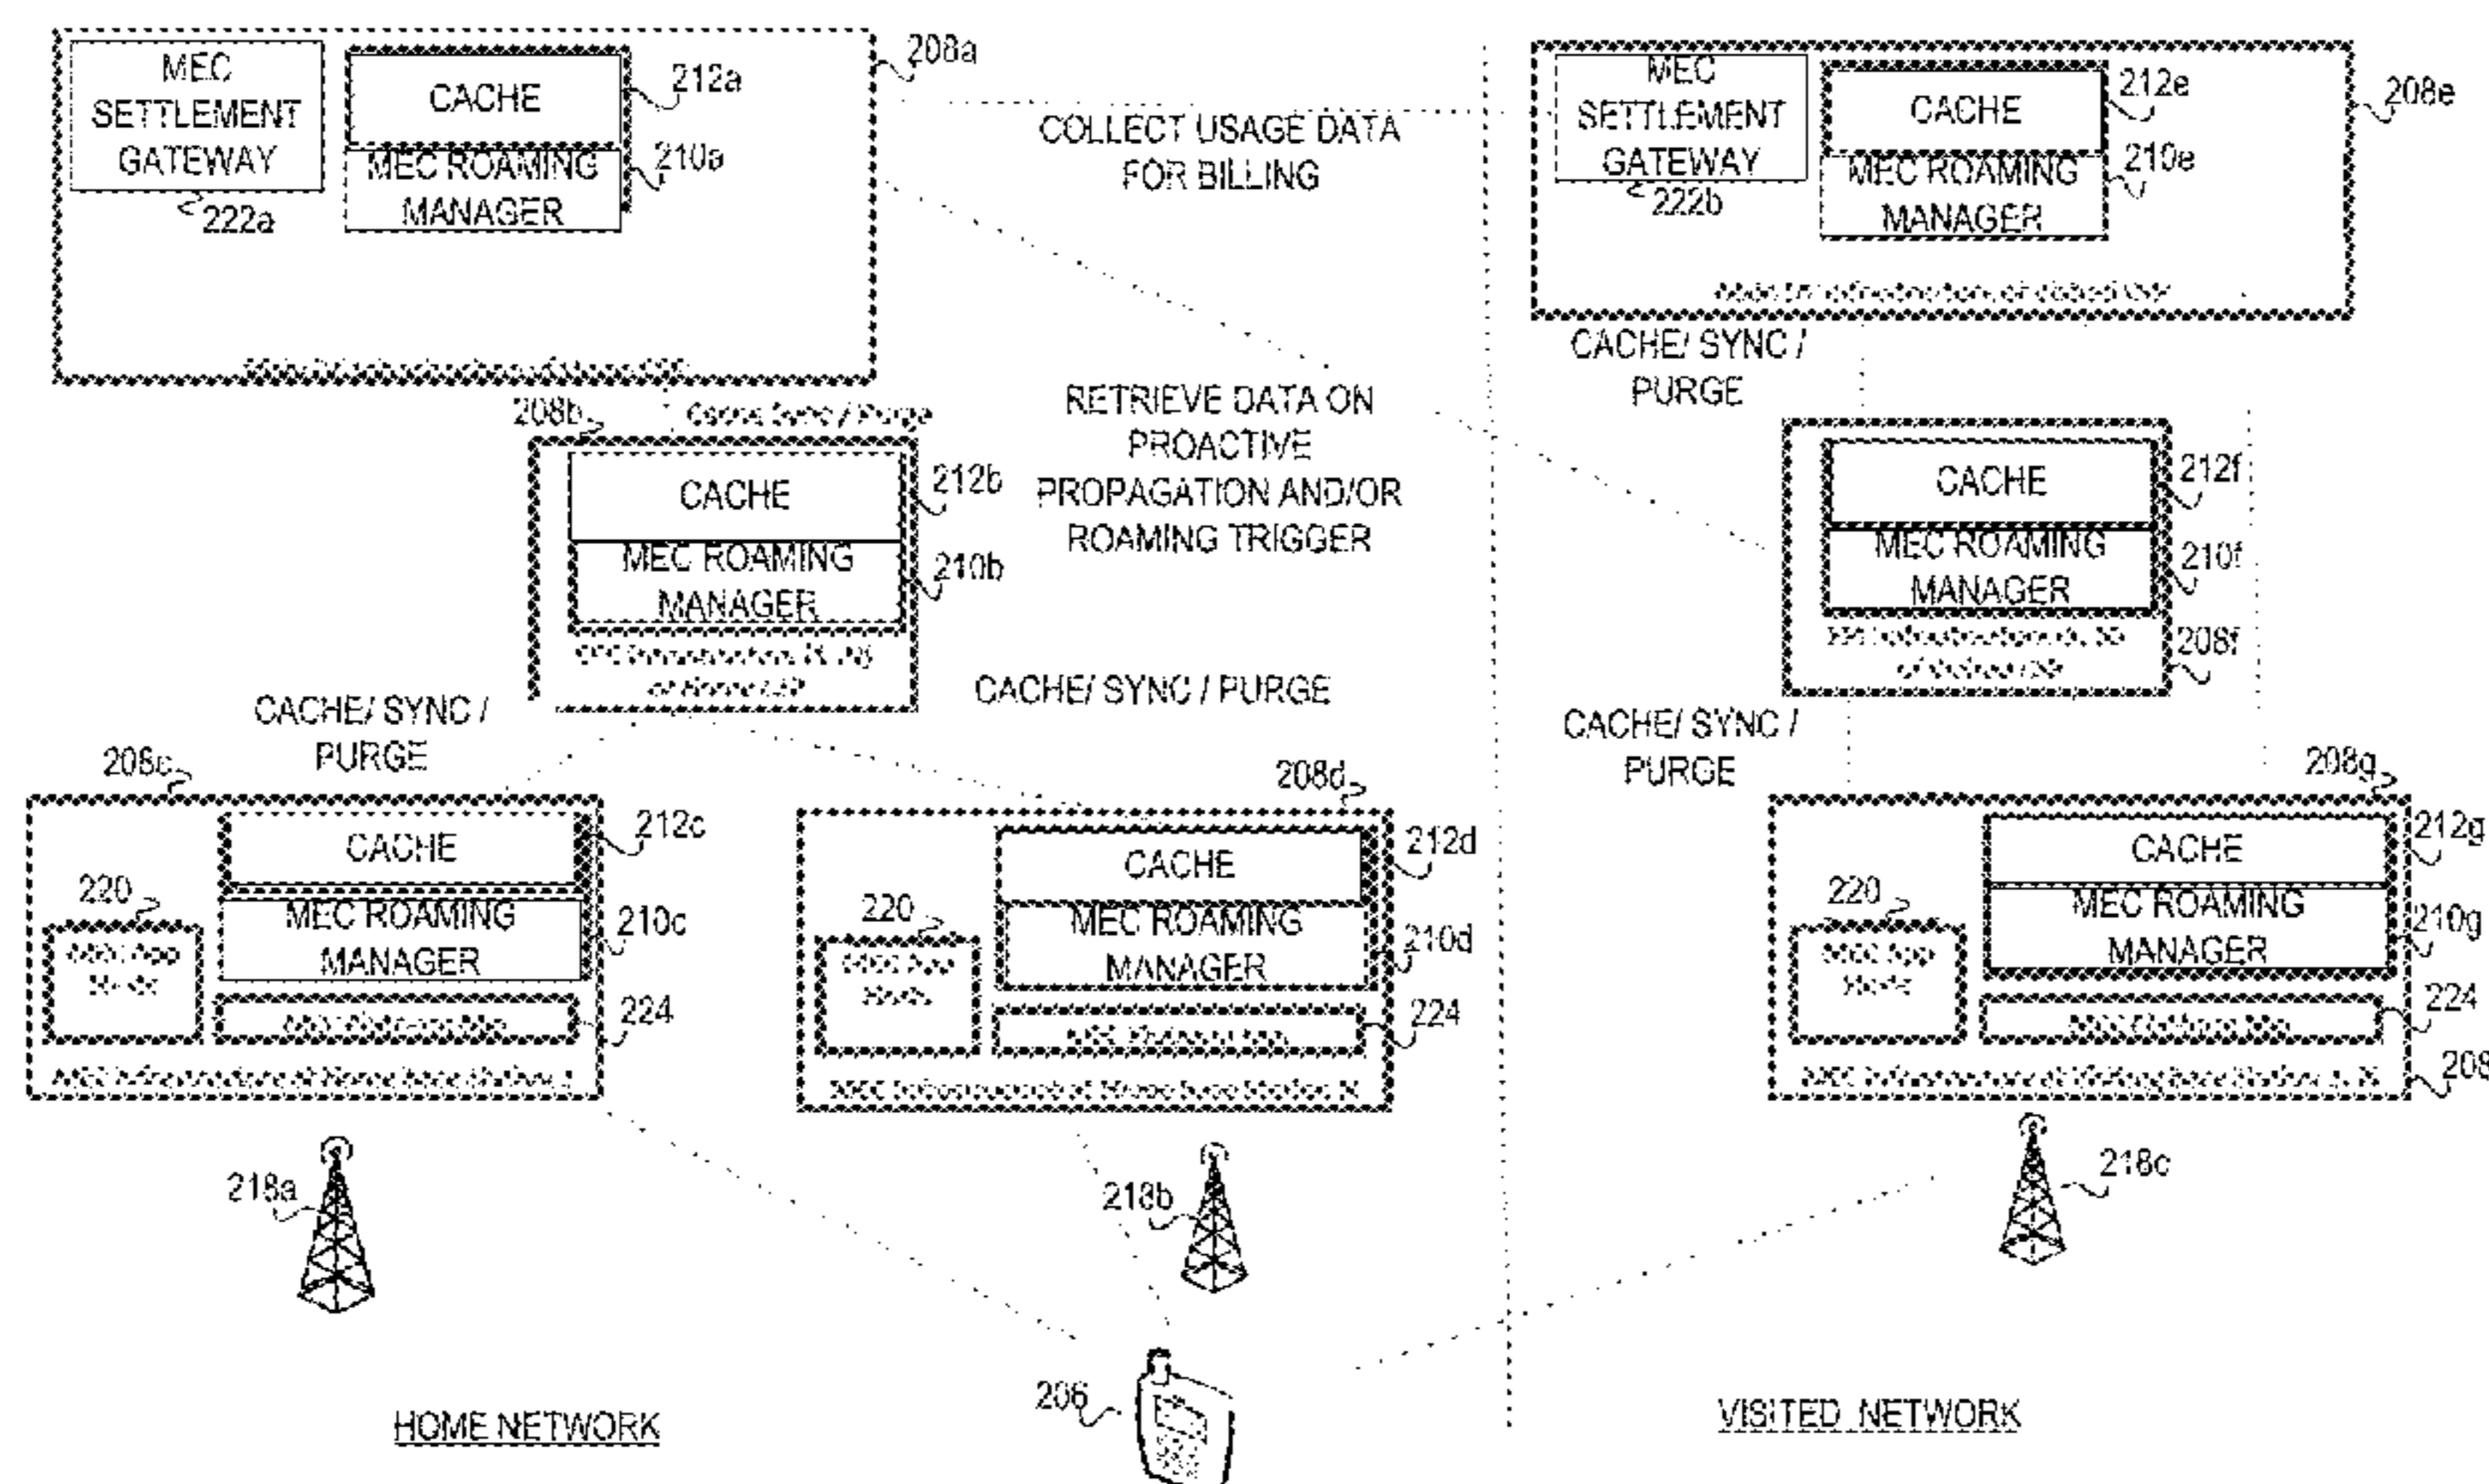 MEC
SETTLEMENT
GATEWAY
222a
CACHE
MEC ROAMING
MANAGER
212a
210a
208a
COLLECT USAGE DATA
FOR BILLING
MEC
SETTLEMENT
GATEWAY
222b
CACHE
MEC ROAMING
MANAGER
212e
210e
208e
CACHE/ SYNC /
PURGE
208b
CACHE
MEC ROAMING
MANAGER
212b
210b
RETRIEVE DATA ON
PROACTIVE
PROPAGATION AND/OR
ROAMING TRIGGER
CACHE
MEC ROAMING
MANAGER
212f
210f
208f
CACHE/ SYNC /
PURGE
CACHE/ SYNC / PURGE
CACHE/ SYNC /
PURGE
208c
CACHE
MEC ROAMING
MANAGER
212c
210c
220
224
208d
CACHE
MEC ROAMING
MANAGER
212d
210d
220
224
208g
CACHE
MEC ROAMING
MANAGER
212g
210g
220
224
208
218a
218b
218c
206
HOME NETWORK
VISITED NETWORK